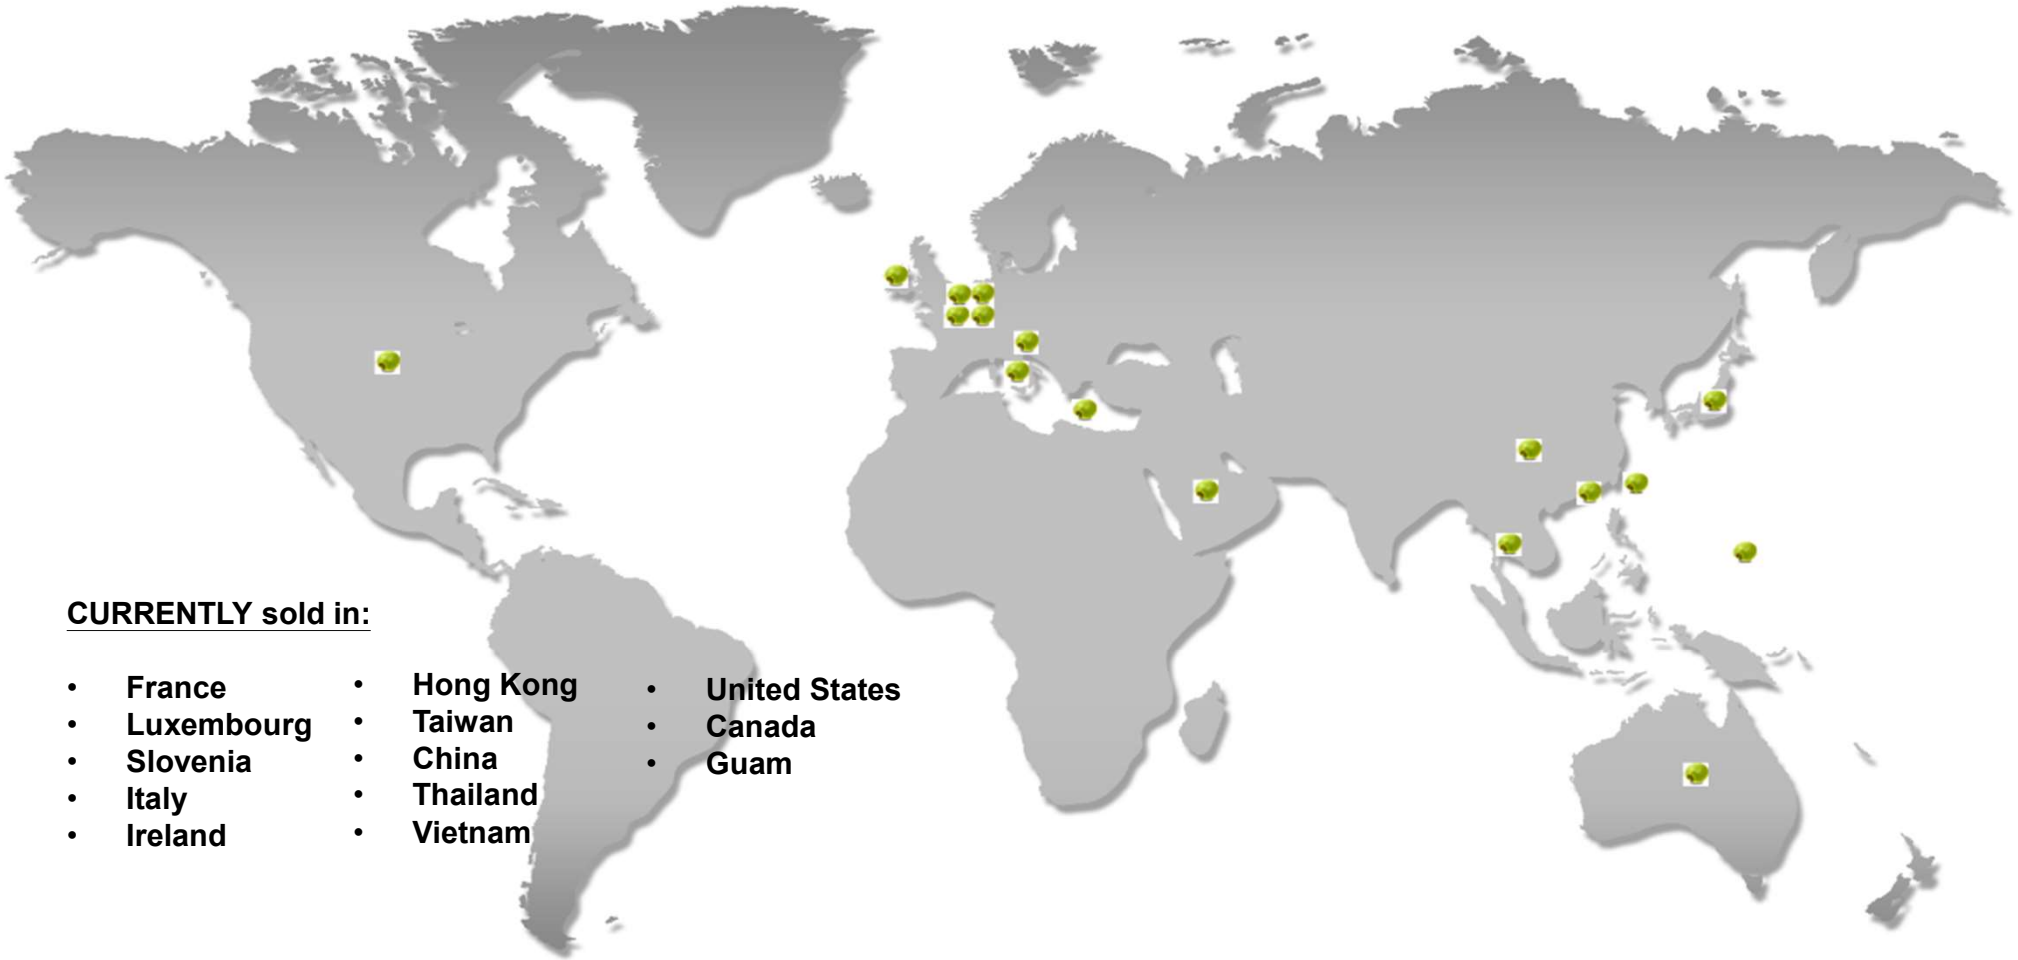 CURRENTLY sold in:
• France
• Luxembourg
• Slovenia
• Italy
• Ireland
• Hong Kong
• Taiwan
• China
• Thailand
• Vietnam
• United States
• Canada
• Guam